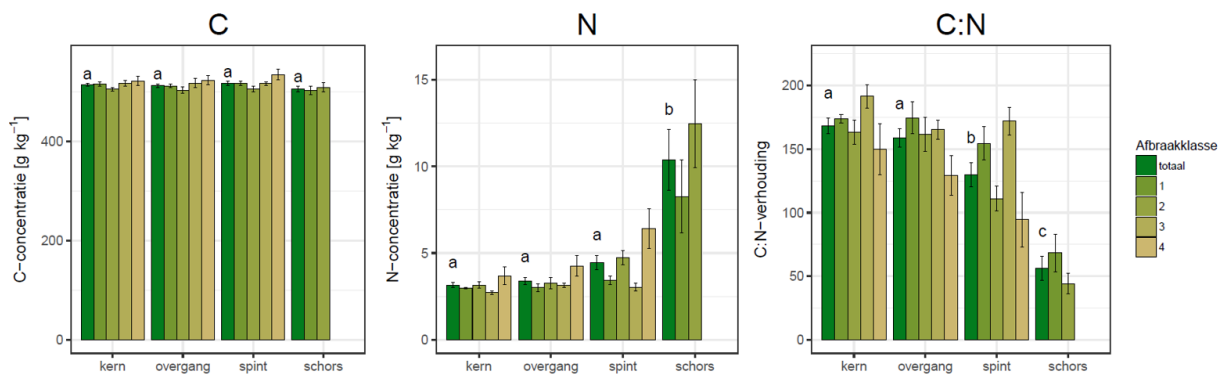 C
N
C:N
C-concentratie [g kg⁻¹]
400
200
0
a
a
a
a
kern
overgang
spint
schors
N-concentratie [g kg⁻¹]
15
10
5
0
a
a
a
b
kern
overgang
spint
schors
C:N-verhouding
200
150
100
50
0
a
a
b
c
kern
overgang
spint
schors
Afbraakklasse
totaal
1
2
3
4